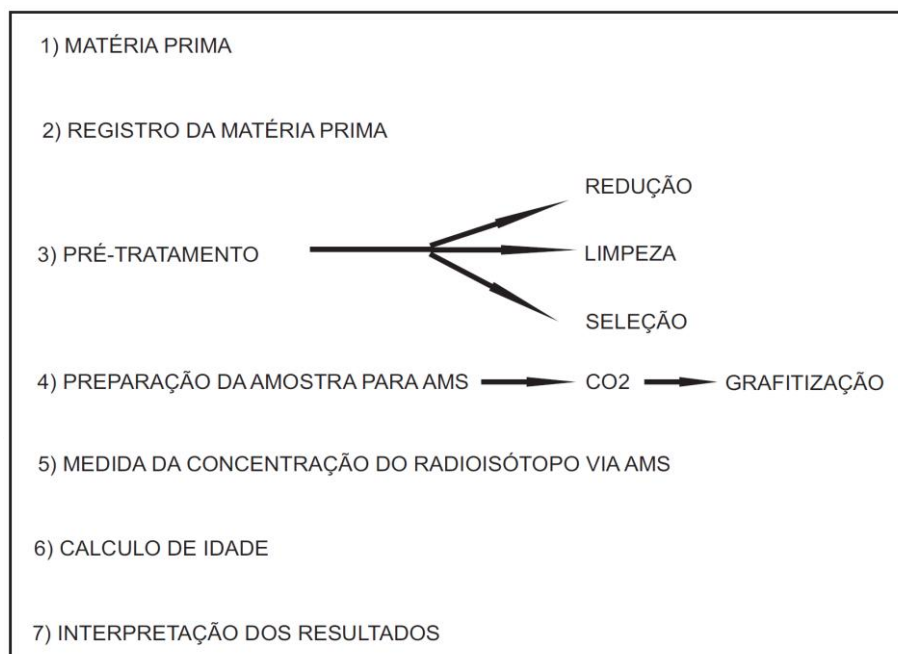 1) MATÉRIA PRIMA
2) REGISTRO DA MATÉRIA PRIMA
REDUÇÃO
3) PRÉ-TRATAMENTO LIMPEZA
SELEÇÃO
4) PREPARAÇÃO DA AMOSTRA PARA AMS CO2 GRAFITIZAÇÃO
5) MEDIDA DA CONCENTRAÇÃO DO RADIOISÓTOPO VIA AMS
6) CALCULO DE IDADE
7) INTERPRETAÇÃO DOS RESULTADOS